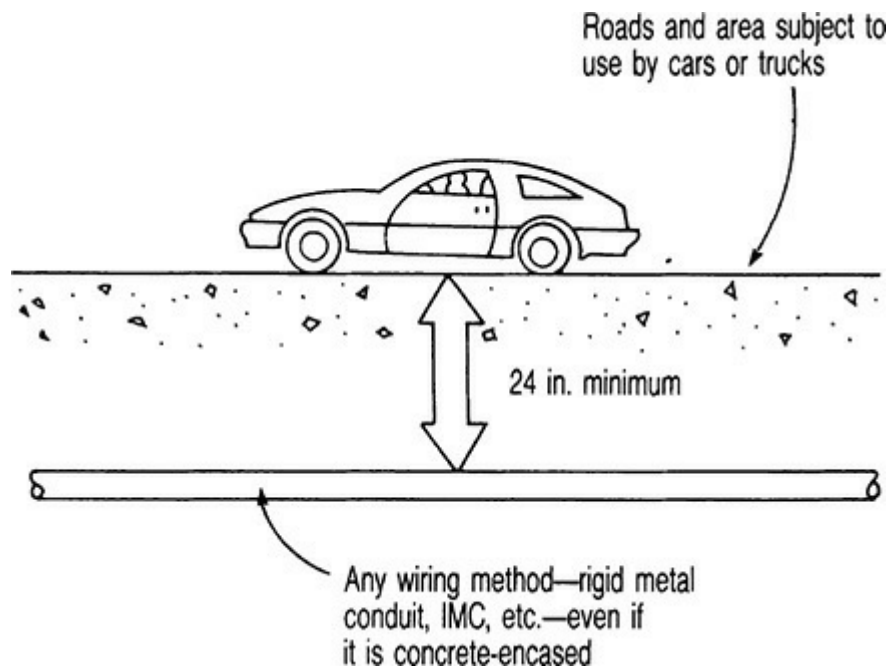 Roads and area subject to
use by cars or trucks
24 in. minimum
Any wiring method—rigid metal
conduit, IMC, etc.—even if
it is concrete-encased